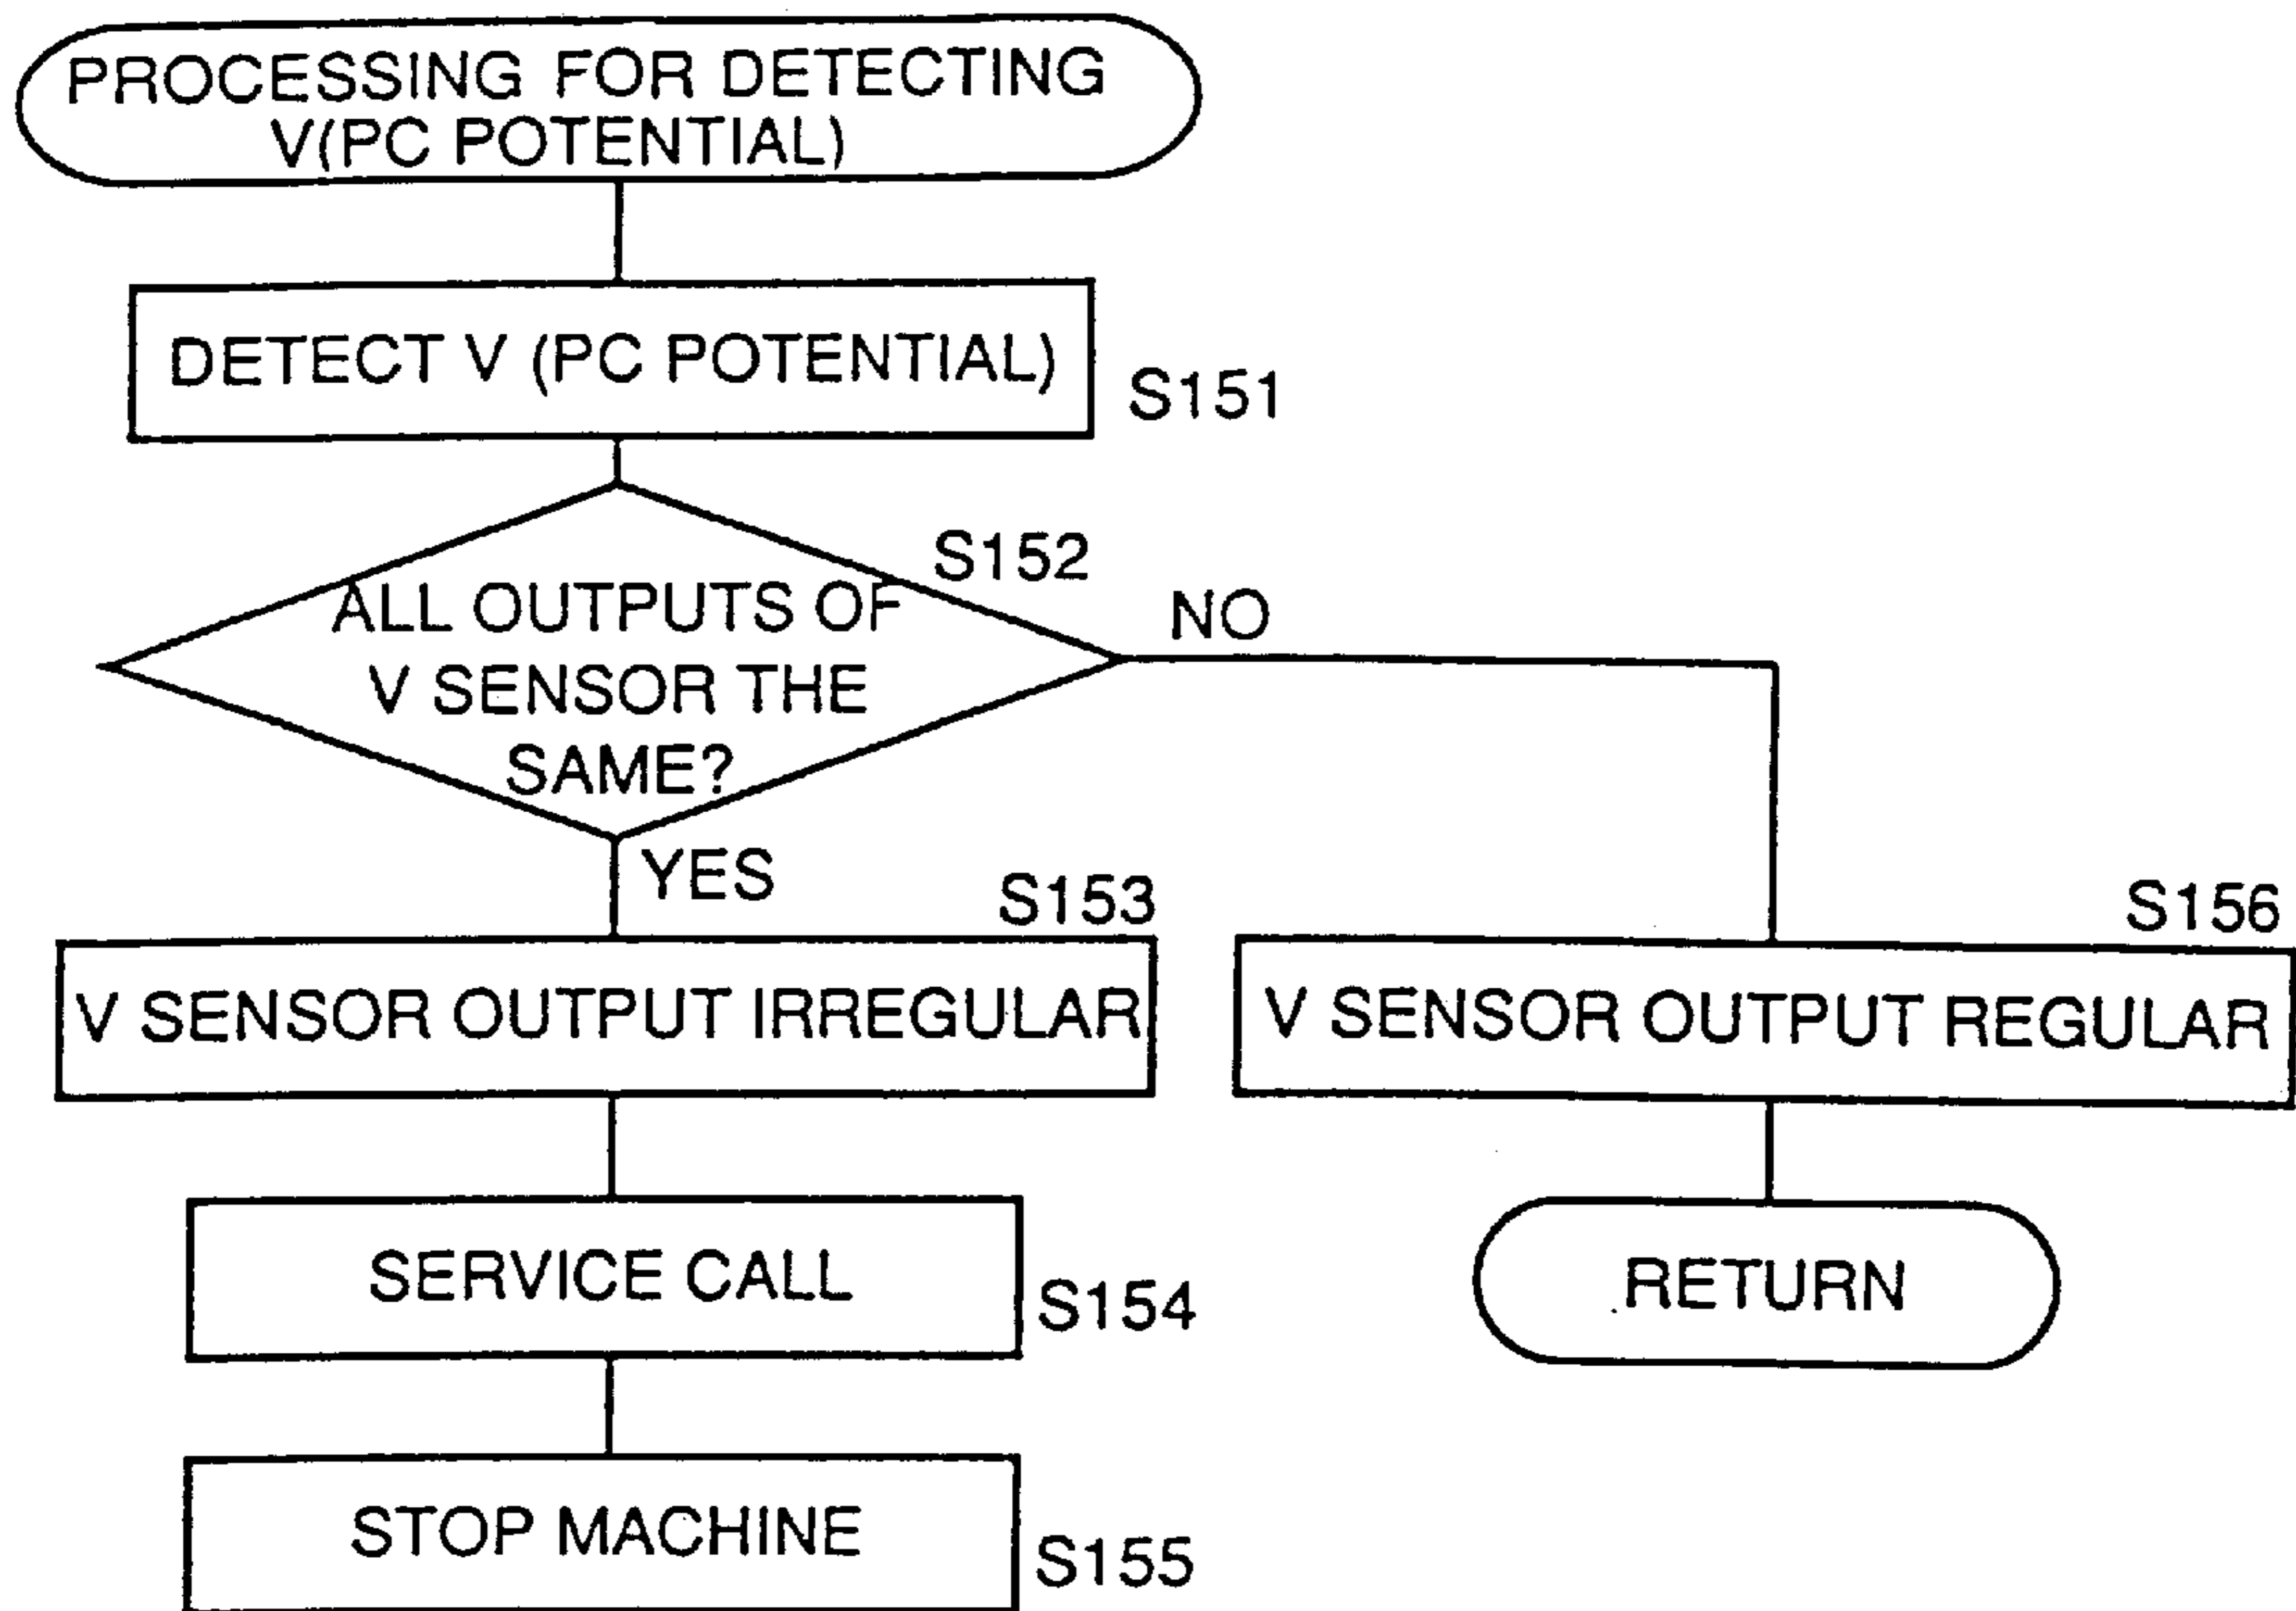 PROCESSING FOR DETECTING
V(PC POTENTIAL)
DETECT V (PC POTENTIAL)
S151
S152
ALL OUTPUTS OF
V SENSOR THE
SAME?
NO
YES
S153
V SENSOR OUTPUT IRREGULAR
S156
V SENSOR OUTPUT REGULAR
SERVICE CALL
S154
RETURN
STOP MACHINE
S155